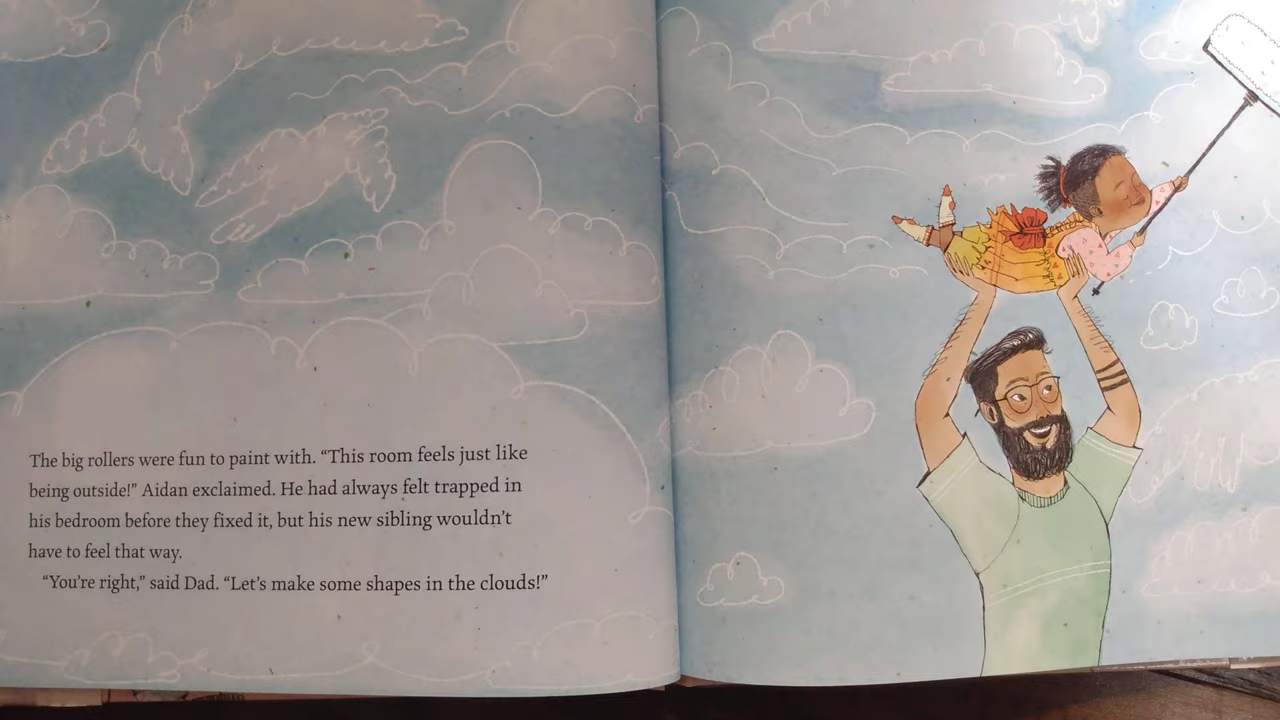 The big rollers were fun to paint with. “This room feels just like
being outside!” Aidan exclaimed. He had always felt trapped in
his bedroom before they fixed it, but his new sibling wouldn’t
have to feel that way.
“You’re right,” said Dad. “Let’s make some shapes in the clouds!”